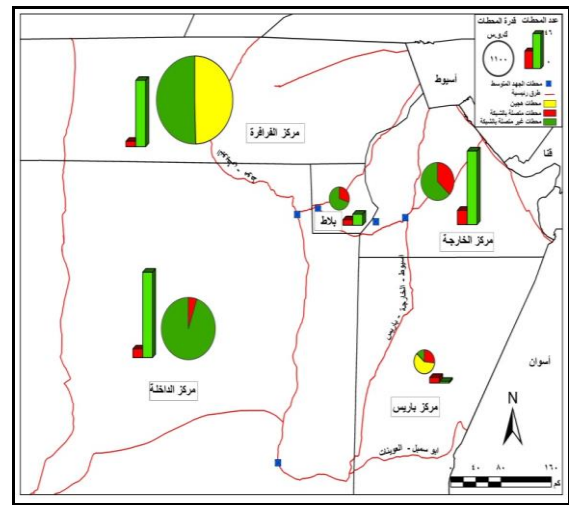 عدد المحطات
قدرة المحطات
ك.و.س
٤٦
٠
١١٠٠
محطات الجهد المتوسط
طرق رئيسية
محطات هجين
محطات متصلة بالشبكة
محطات غير متصلة بالشبكة
أسيوط
قنا
أسوان
مركز الفرافرة
بلاط
مركز الخارجة
أسيوط - الخارجة - باريس
مركز الداخلة
مركز باريس
ابو سمبل - العوينات
N
٠ ٤٠ ٨٠ ١٦٠
كم